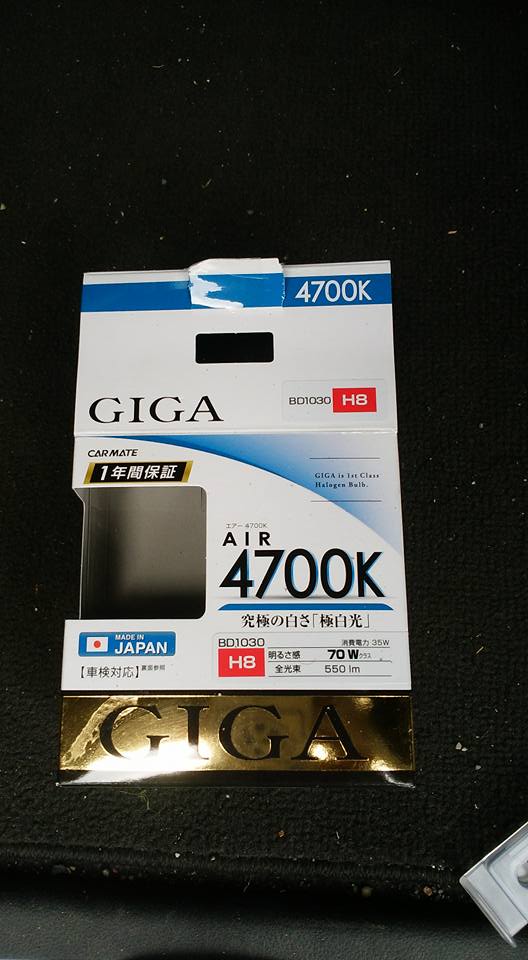 4700K
GIGA
BD1030 H8
CARMATE
1年間保証
GIGA is 1st Class
Halogen Bulb.
エアー 4700K
AIR
4700K
究極の白さ「極白光」
MADE IN
JAPAN
【車検対応】裏面参照
BD1030 消費電力 35W
H8 明るさ感 70Wクラス
全光束 550 lm
GIGA